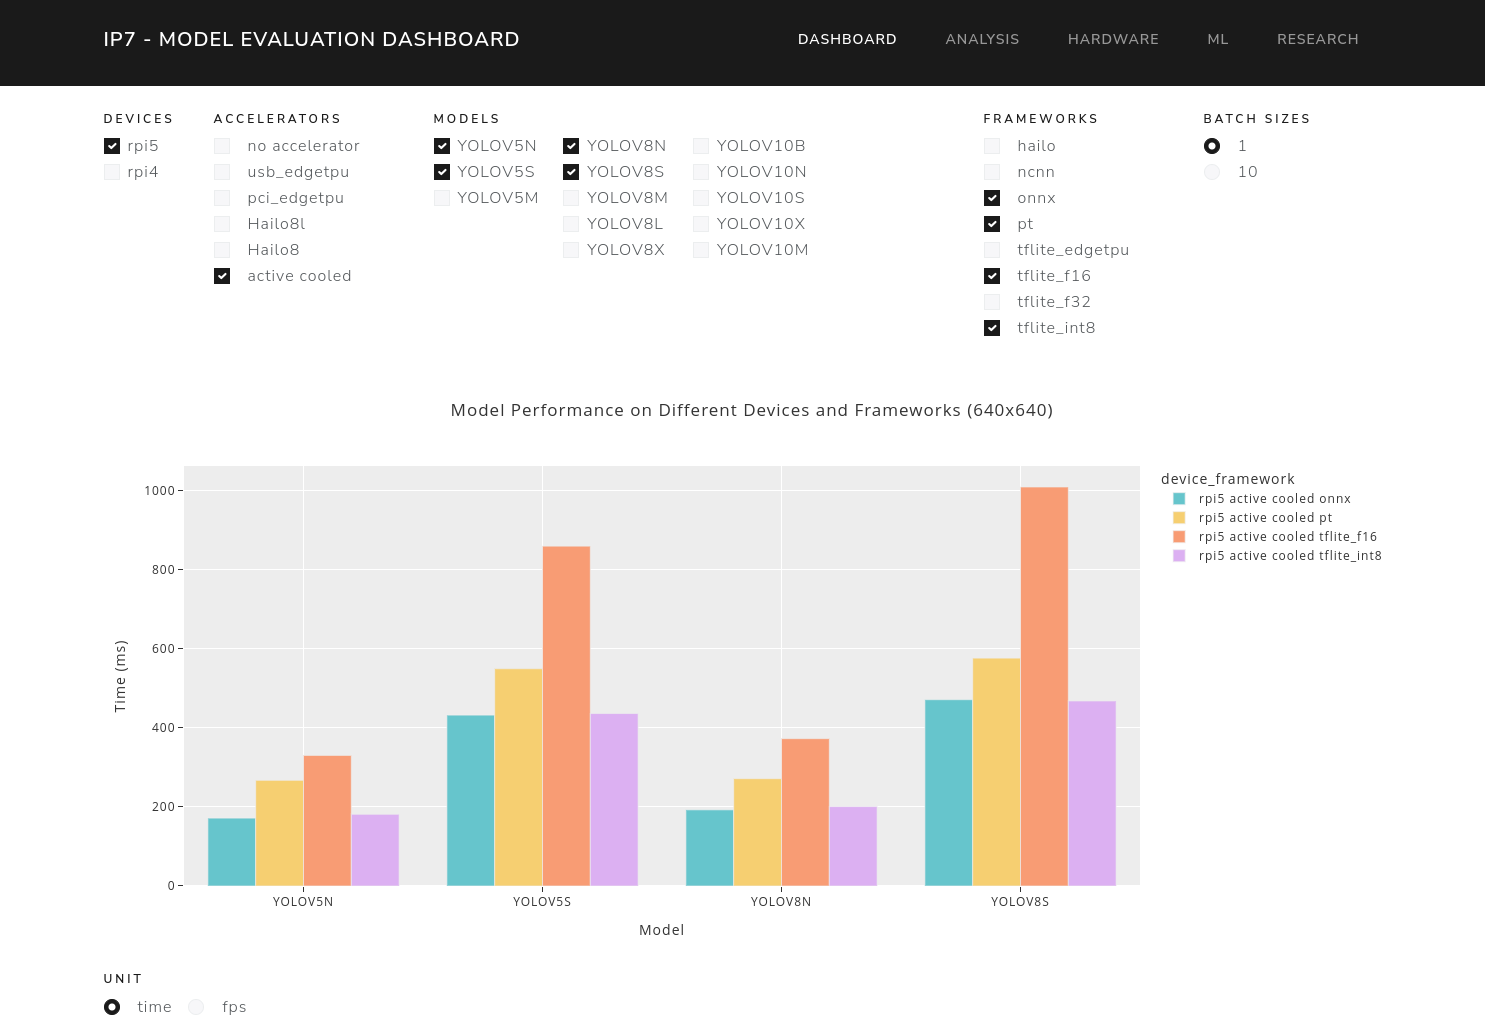 IP7 - MODEL EVALUATION DASHBOARD
DASHBOARD
ANALYSIS
HARDWARE
ML
RESEARCH
DEVICES
rpi5
rpi4
ACCELERATORS
no accelerator
usb_edgetpu
pci_edgetpu
Hailo8l
Hailo8
active cooled
MODELS
YOLOV5N
YOLOV5S
YOLOV5M
YOLOV8N
YOLOV8S
YOLOV8M
YOLOV8L
YOLOV8X
YOLOV10B
YOLOV10N
YOLOV10S
YOLOV10X
YOLOV10M
FRAMEWORKS
hailo
ncnn
onnx
pt
tflite_edgetpu
tflite_f16
tflite_f32
tflite_int8
BATCH SIZES
1
10
Model Performance on Different Devices and Frameworks (640x640)
Time (ms)
1000
800
600
400
200
0
YOLOV5N
YOLOV5S
YOLOV8N
YOLOV8S
Model
device_framework
rpi5 active cooled onnx
rpi5 active cooled pt
rpi5 active cooled tflite_f16
rpi5 active cooled tflite_int8
UNIT
time
fps